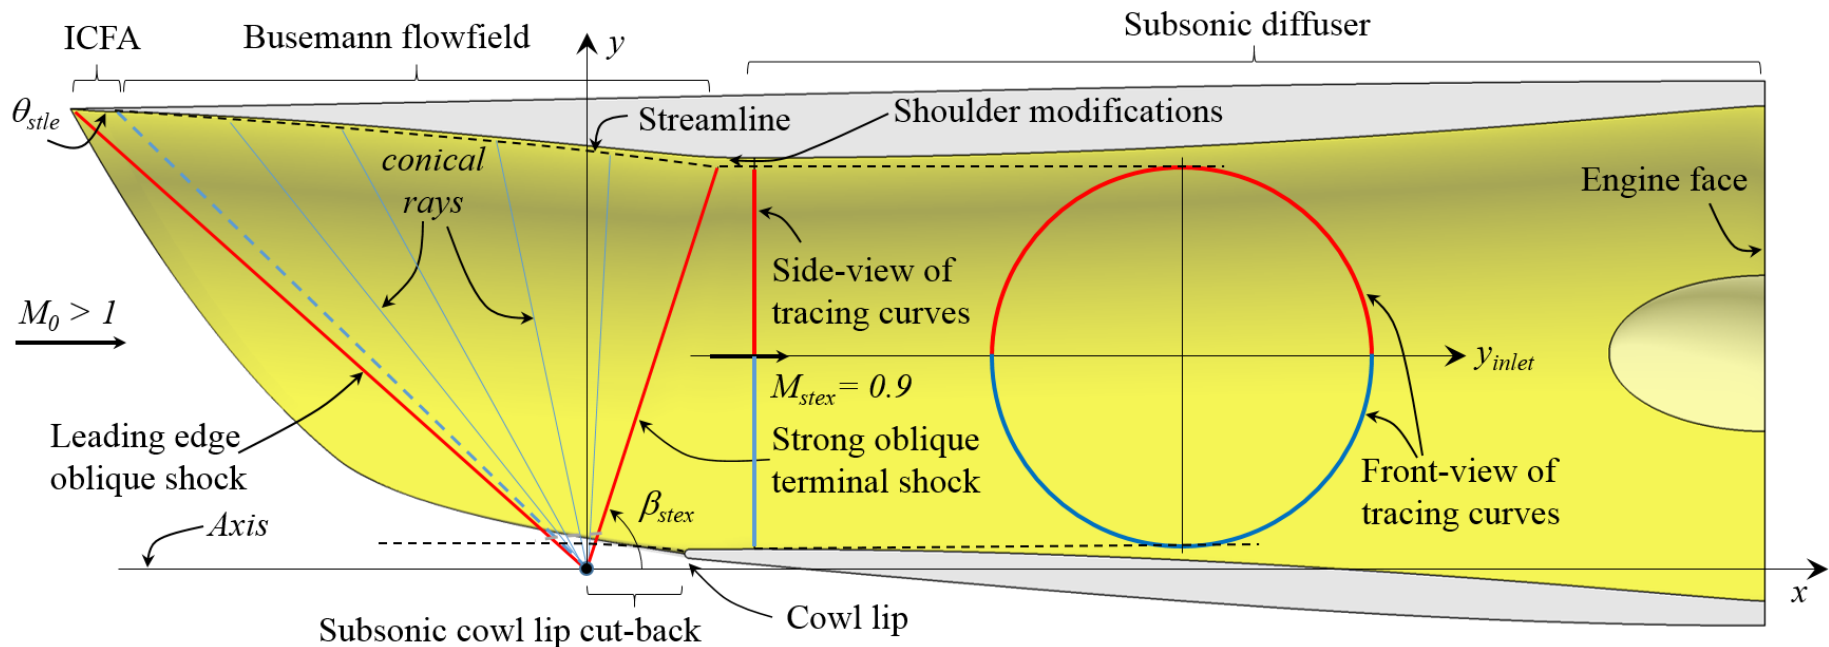 ICFA
Busemann flowfield
y
Subsonic diffuser
θstle
Streamline
Shoulder modifications
conical
rays
Engine face
Side-view of
tracing curves
M0 > 1
yinlet
Mstex = 0.9
Leading edge
oblique shock
Strong oblique
terminal shock
Front-view of
tracing curves
βstex
Axis
x
Cowl lip
Subsonic cowl lip cut-back